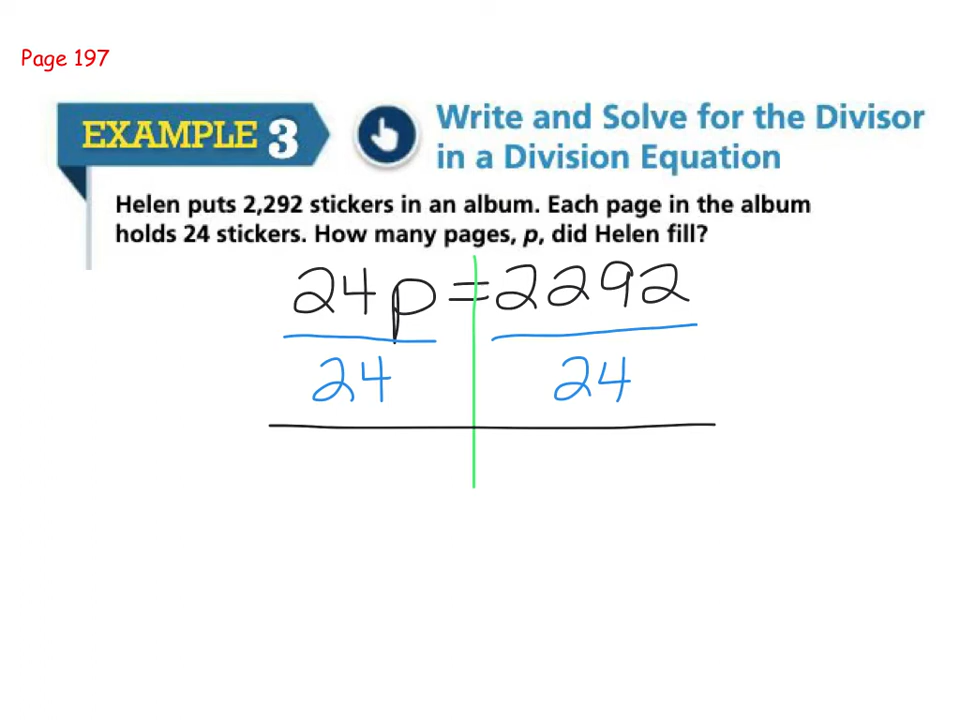 Page 197
EXAMPLE 3
Write and Solve for the Divisor
in a Division Equation
Helen puts 2,292 stickers in an album. Each page in the album
holds 24 stickers. How many pages, p, did Helen fill?
24p=2292
24 24